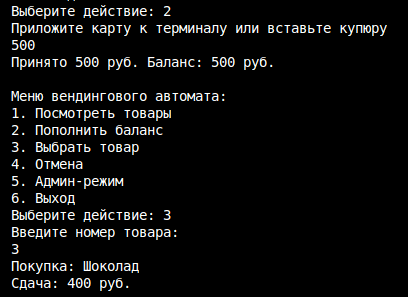 Выберите действие: 2
Приложите карту к терминалу или вставьте купюру
500
Принято 500 руб. Баланс: 500 руб.
Меню вендингового автомата:
1. Посмотреть товары
2. Пополнить баланс
3. Выбрать товар
4. Отмена
5. Админ-режим
6. Выход
Выберите действие: 3
Введите номер товара:
3
Покупка: Шоколад
Сдача: 400 руб.